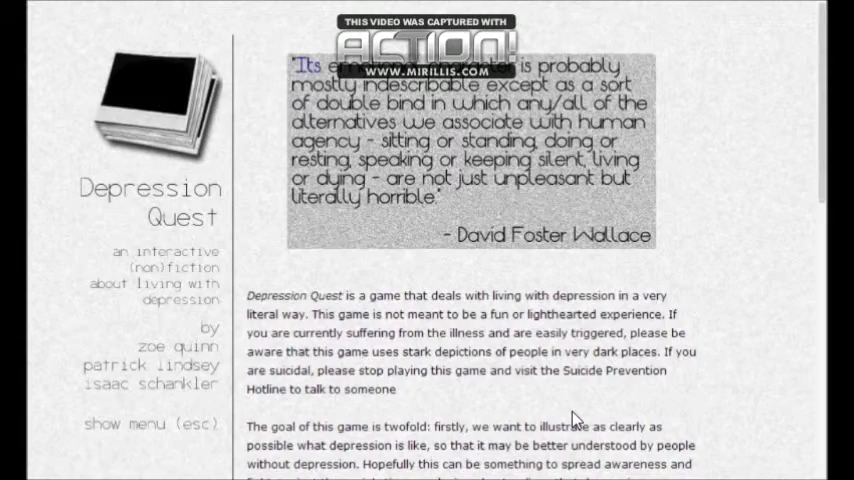 THIS VIDEO WAS CAPTURED WITH
ACTION!
WWW.MIRILLIS.COM
"Its emotional character is probably
mostly indescribable except as a sort
of double bind in which any/all of the
alternatives we associate with human
agency - sitting or standing, doing or
resting, speaking or keeping silent, living
or dying - are not just unpleasant but
literally horrible."
- David Foster Wallace
Depression
Quest
an interactive
(non)fiction
about living with
depression
by
zoe quinn
patrick lindsey
isaac schankler
show menu (esc)
Depression Quest is a game that deals with living with depression in a very
literal way. This game is not meant to be a fun or lighthearted experience. If
you are currently suffering from the illness and are easily triggered, please be
aware that this game uses stark depictions of people in very dark places. If you
are suicidal, please stop playing this game and visit the Suicide Prevention
Hotline to talk to someone
The goal of this game is twofold: firstly, we want to illustrate as clearly as
possible what depression is like, so that it may be better understood by people
without depression. Hopefully this can be something to spread awareness and